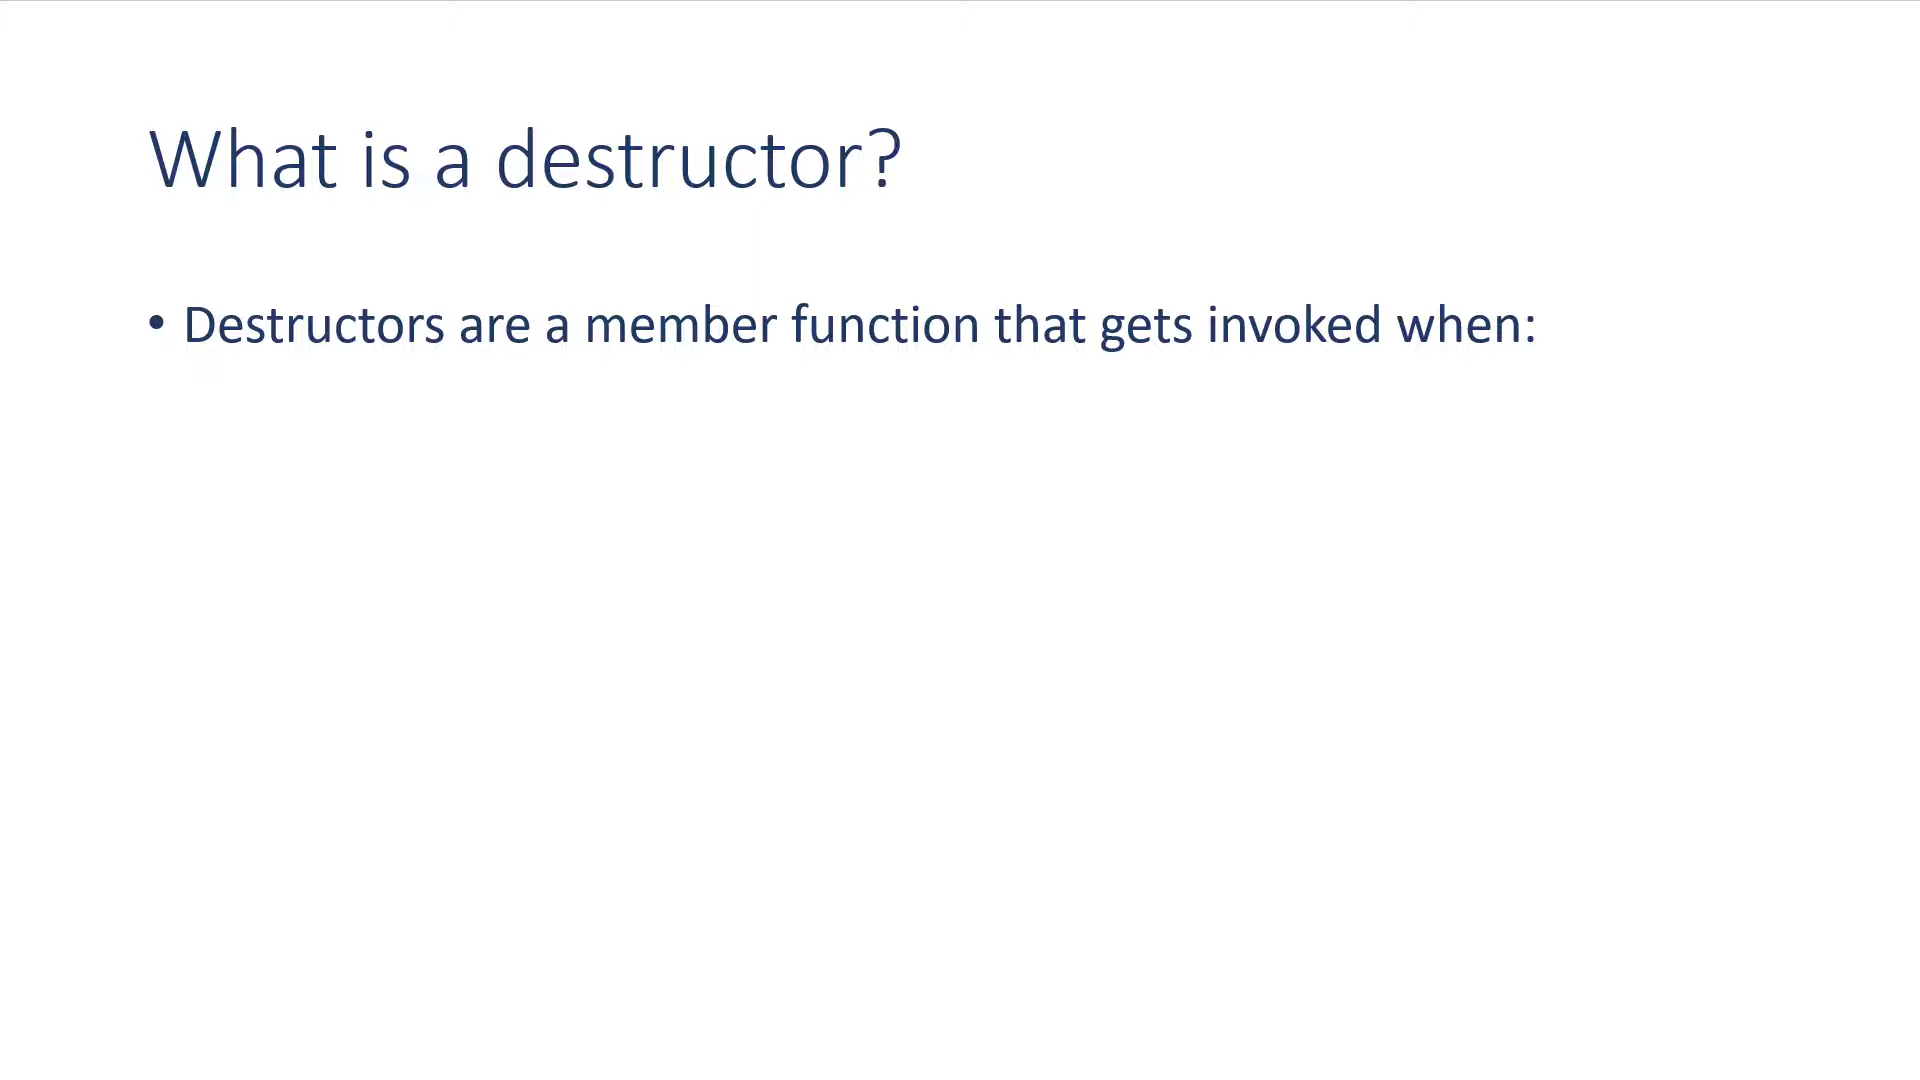 What is a destructor?
• Destructors are a member function that gets invoked when: